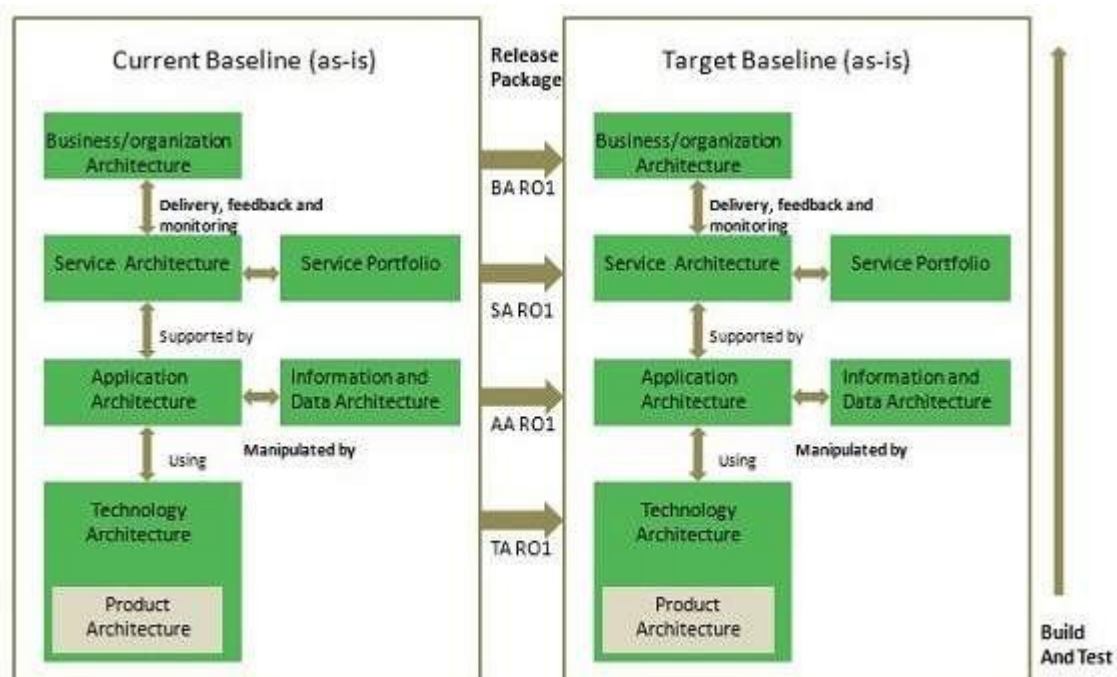 Current Baseline (as-is)
Business/organization
Architecture
Delivery, feedback and
monitoring
Service Architecture
Service Portfolio
Supported by
Application
Architecture
Information and
Data Architecture
Manipulated by
Using
Technology
Architecture
Product
Architecture
Release
Package
BA RO1
SA RO1
AA RO1
TA RO1
Target Baseline (as-is)
Business/organization
Architecture
Delivery, feedback and
monitoring
Service Architecture
Service Portfolio
Supported by
Application
Architecture
Information and
Data Architecture
Manipulated by
Using
Technology
Architecture
Product
Architecture
Build
And Test